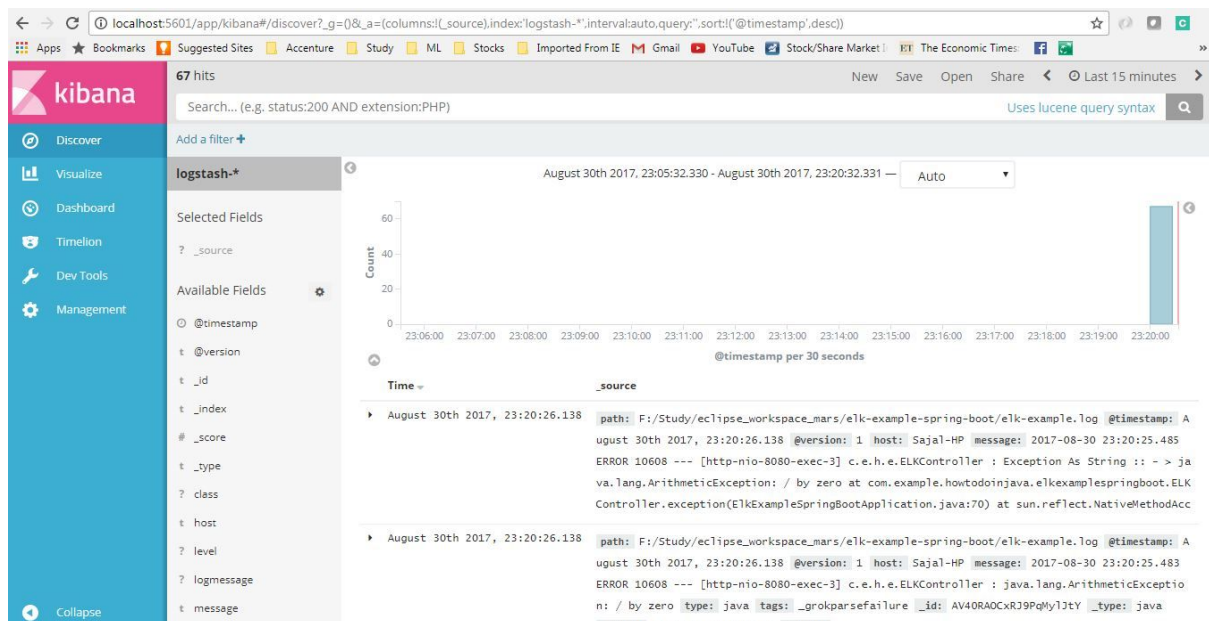 localhost:5601/app/kibana#/discover?_g=()&_a=(columns:!(_source),index:'logstash-*',interval:auto,query:'',sort:!('@timestamp',desc))
Apps Bookmarks Suggested Sites Accenture Study ML Stocks Imported From IE Gmail YouTube Stock/Share Market I ET The Economic Times: »
kibana
Discover
Visualize
Dashboard
Timelion
Dev Tools
Management
Collapse
67 hits
New Save Open Share Last 15 minutes
Search... (e.g. status:200 AND extension:PHP) Uses lucene query syntax
Add a filter +
logstash-*
Selected Fields
? _source
Available Fields
@timestamp
t @version
t _id
t _index
# _score
t _type
? class
t host
? level
? logmessage
t message
August 30th 2017, 23:05:32.330 - August 30th 2017, 23:20:32.331 — Auto
Count
60
40
20
0
23:06:00 23:07:00 23:08:00 23:09:00 23:10:00 23:11:00 23:12:00 23:13:00 23:14:00 23:15:00 23:16:00 23:17:00 23:18:00 23:19:00 23:20:00
@timestamp per 30 seconds
Time _source
August 30th 2017, 23:20:26.138 path: F:/Study/eclipse_workspace_mars/elk-example-spring-boot/elk-example.log @timestamp: A
ugust 30th 2017, 23:20:26.138 @version: 1 host: Sajal-HP message: 2017-08-30 23:20:25.485
ERROR 10608 --- [http-nio-8080-exec-3] c.e.h.e.ELKController : Exception As String :: - > ja
va.lang.ArithmeticException: / by zero at com.example.howtodoinjava.elkexamplespringboot.ELK
Controller.exception(ElkExampleSpringBootApplication.java:70) at sun.reflect.NativeMethodAcc
August 30th 2017, 23:20:26.138 path: F:/Study/eclipse_workspace_mars/elk-example-spring-boot/elk-example.log @timestamp: A
ugust 30th 2017, 23:20:26.138 @version: 1 host: Sajal-HP message: 2017-08-30 23:20:25.483
ERROR 10608 --- [http-nio-8080-exec-3] c.e.h.e.ELKController : java.lang.ArithmeticExceptio
n: / by zero type: java tags: _grokparsefailure _id: AV4ORAOCxRJ9PqMylJtY _type: java